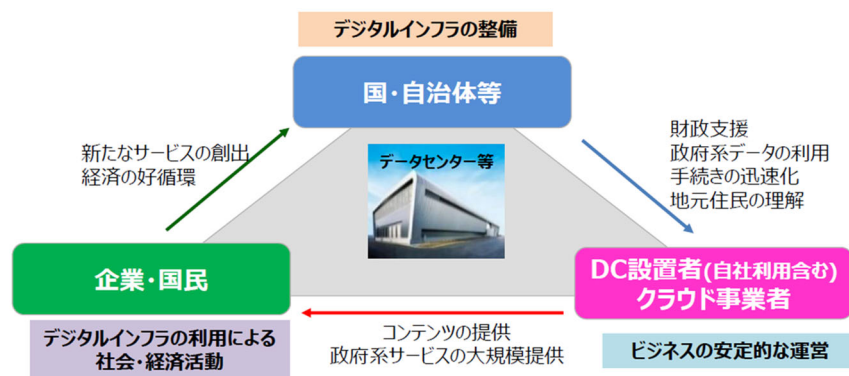 デジタルインフラの整備
国・自治体等
新たなサービスの創出
経済の好循環
財政支援
政府系データの利用
手続きの迅速化
地元住民の理解
データセンター等
企業・国民
DC設置者(自社利用含む)
クラウド事業者
デジタルインフラの利用による
社会・経済活動
コンテンツの提供
政府系サービスの大規模提供
ビジネスの安定的な運営